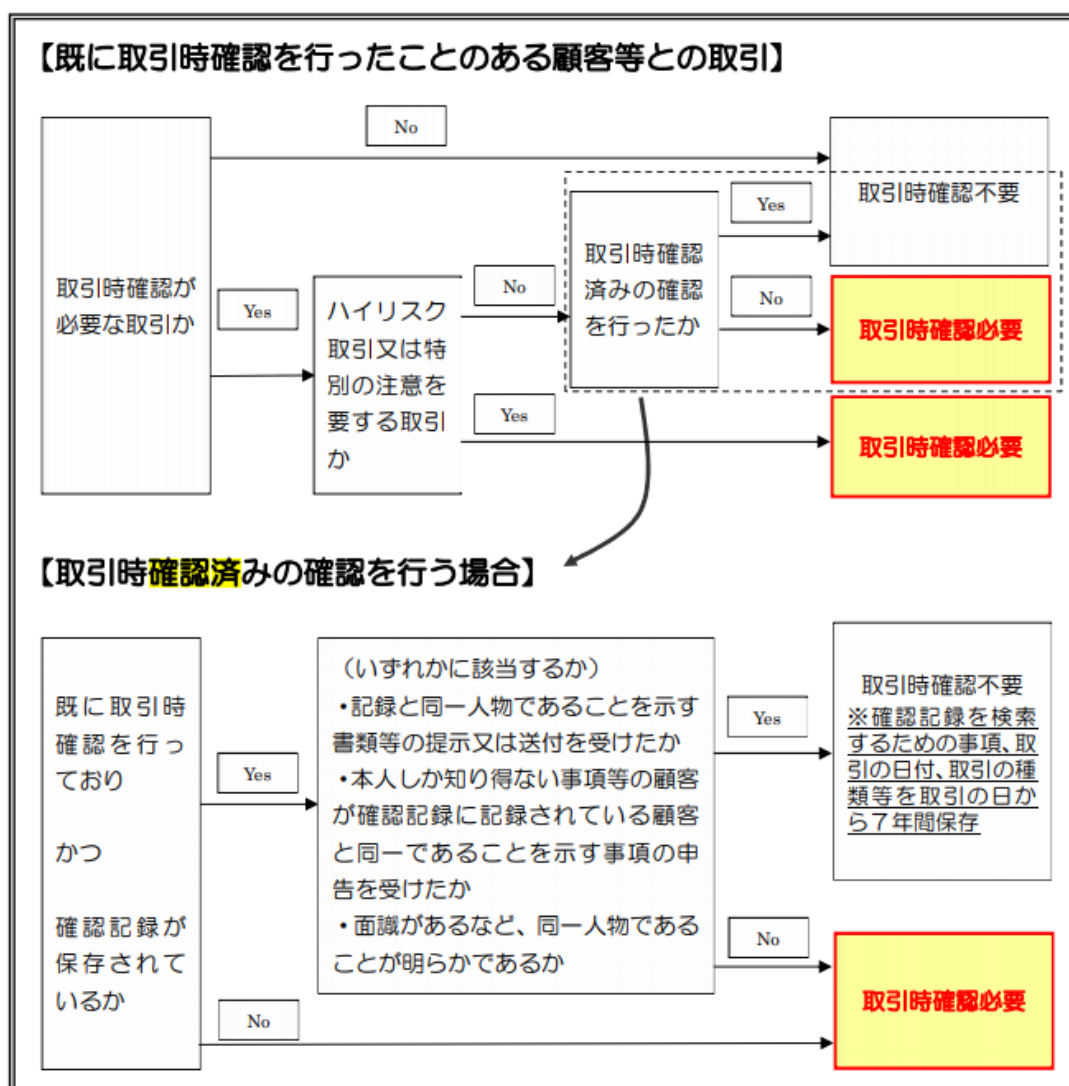 【既に取引時確認を行ったことのある顧客等との取引】
No
取引時確認が
必要な取引か
Yes
ハイリスク
取引又は特
別の注意を
要する取引
か
No
取引時確認
済みの確認
を行ったか
Yes
取引時確認不要
No
取引時確認必要
Yes
取引時確認必要
【取引時確認済みの確認を行う場合】
既に取引時
確認を行っ
ており
かつ
確認記録が
保存されて
いるか
Yes
(いずれかに該当するか)
・記録と同一人物であることを示す
書類等の提示又は送付を受けたか
・本人しか知り得ない事項等の顧客
が確認記録に記録されている顧客
と同一であることを示す事項の申
告を受けたか
・面識があるなど、同一人物である
ことが明らかであるか
Yes
取引時確認不要
※確認記録を検索
するための事項、取
引の日付、取引の種
類等を取引の日か
ら7年間保存
No
No
取引時確認必要